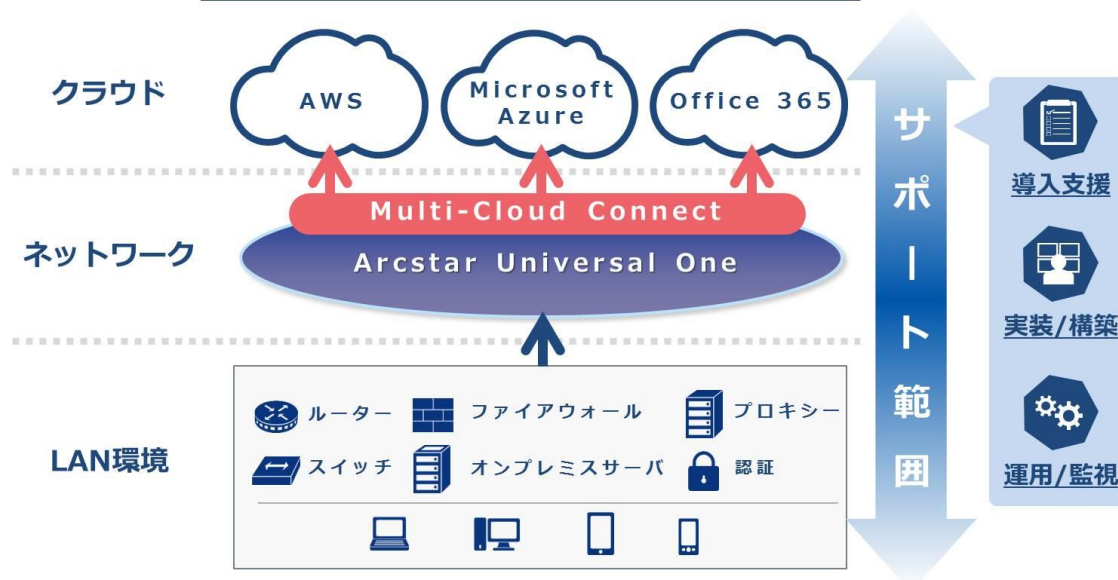 クラウド
AWS
Microsoft
Azure
Office 365
ネットワーク
Multi-Cloud Connect
Arcstar Universal One
LAN環境
ルーター
ファイアウォール
プロキシー
スイッチ
オンプレミスサーバ
認証
サポート範囲
導入支援
実装/構築
運用/監視